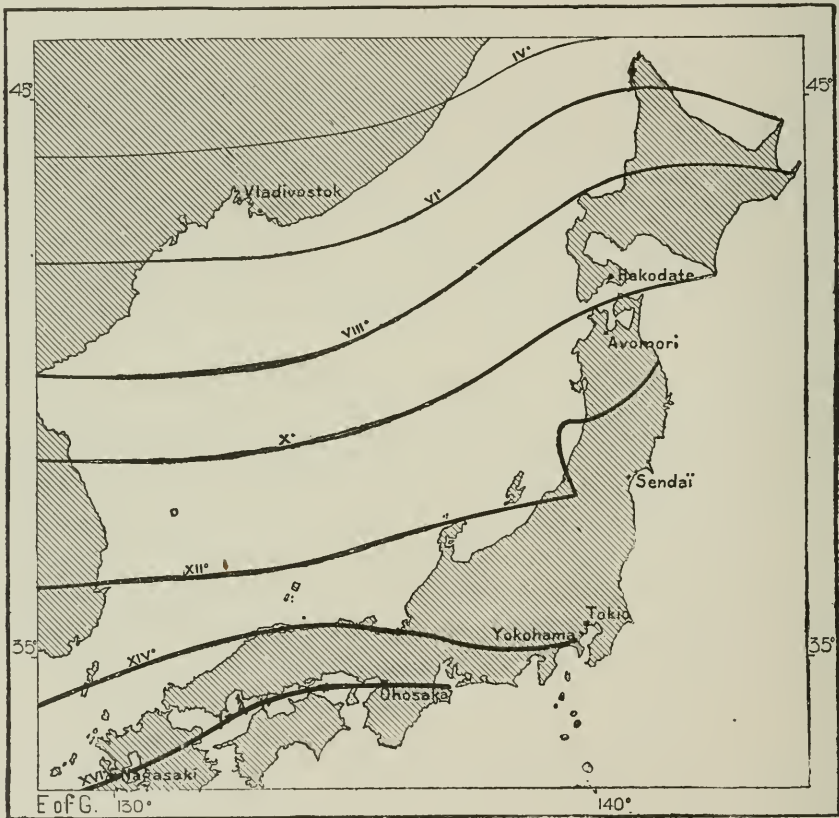 IV°
45°
45°
Vladivostok
VI°
Hakodate
VIII°
Avomori
X°
Sendaï
XII°
Tokio
Yokohama
35°
35°
XIV°
Ohosaka
XVI°
Nagasaki
E of G.
130°
140°